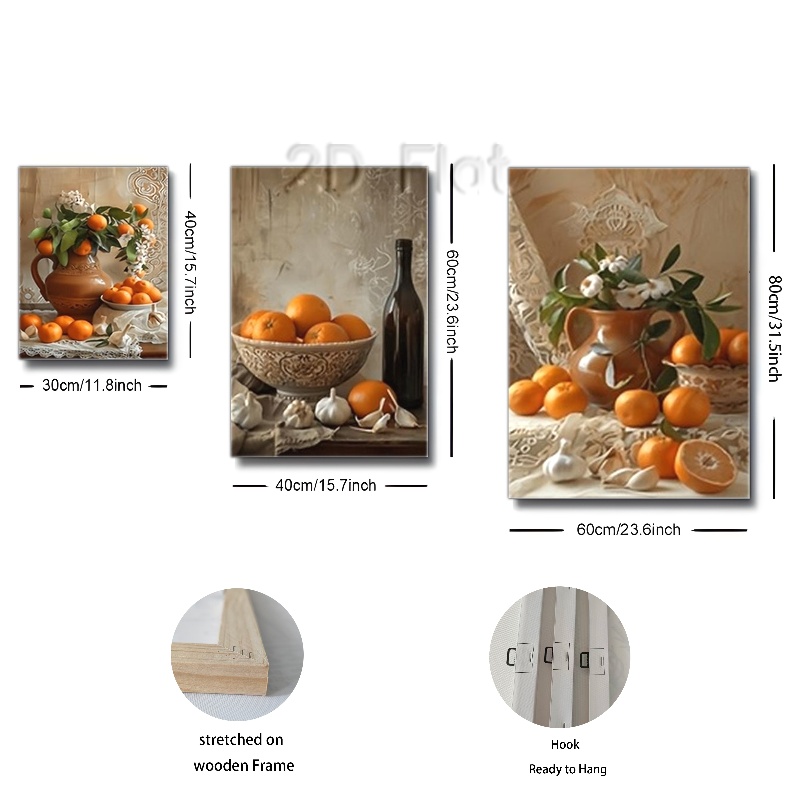 2D Flat
40cm/15.7inch
30cm/11.8inch
60cm/23.6inch
40cm/15.7inch
80cm/31.5inch
60cm/23.6inch
stretched on
wooden Frame
Hook
Ready to Hang